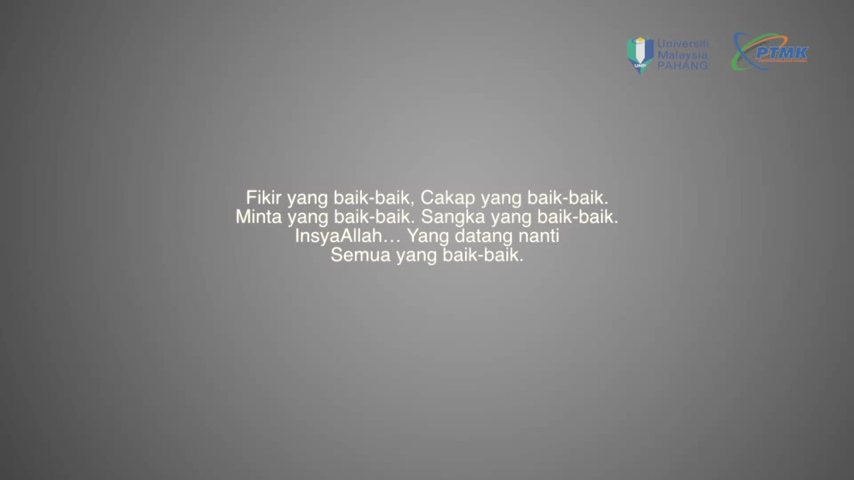 Universiti
Malaysia
PAHANG
PTMK
Fikir yang baik-baik, Cakap yang baik-baik.
Minta yang baik-baik. Sangka yang baik-baik.
InsyaAllah... Yang datang nanti
Semua yang baik-baik.